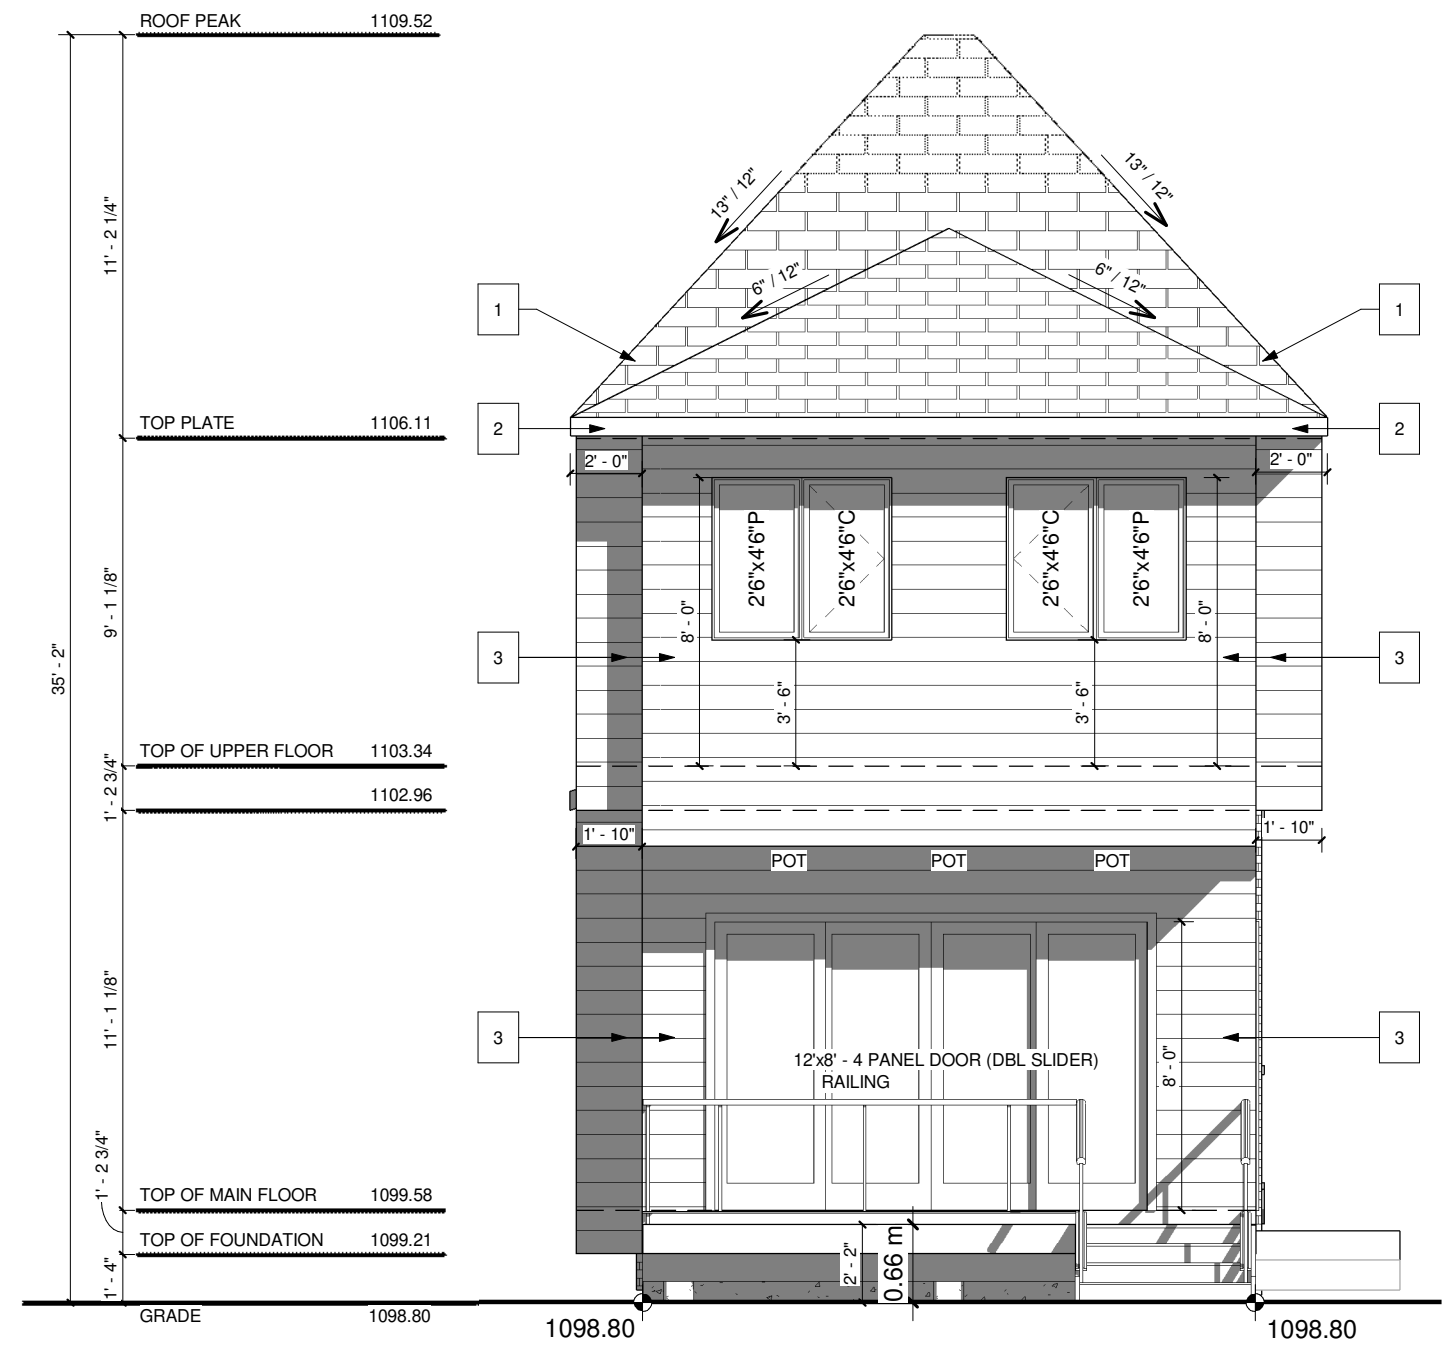 ROOF PEAK 1109.52
13" / 12"
13" / 12"
11' - 2 1/4"
6" / 12"
6" / 12"
1
1
TOP PLATE 1106.11
2
2
2' - 0"
2' - 0"
2'6"x4'6"P
2'6"x4'6"C
2'6"x4'6"C
2'6"x4'6"P
9' - 1 1/8"
8' - 0"
8' - 0"
35' - 2"
3
3
3' - 6"
3' - 6"
TOP OF UPPER FLOOR 1103.34
1' - 2 3/4"
1102.96
1' - 10"
1' - 10"
POT
POT
POT
11' - 1 1/8"
3
3
12'x8' - 4 PANEL DOOR (DBL SLIDER)
RAILING
8' - 0"
1' - 2 3/4"
TOP OF MAIN FLOOR 1099.58
TOP OF FOUNDATION 1099.21
2' - 2"
0.66 m
1' - 4"
GRADE 1098.80
1098.80
1098.80